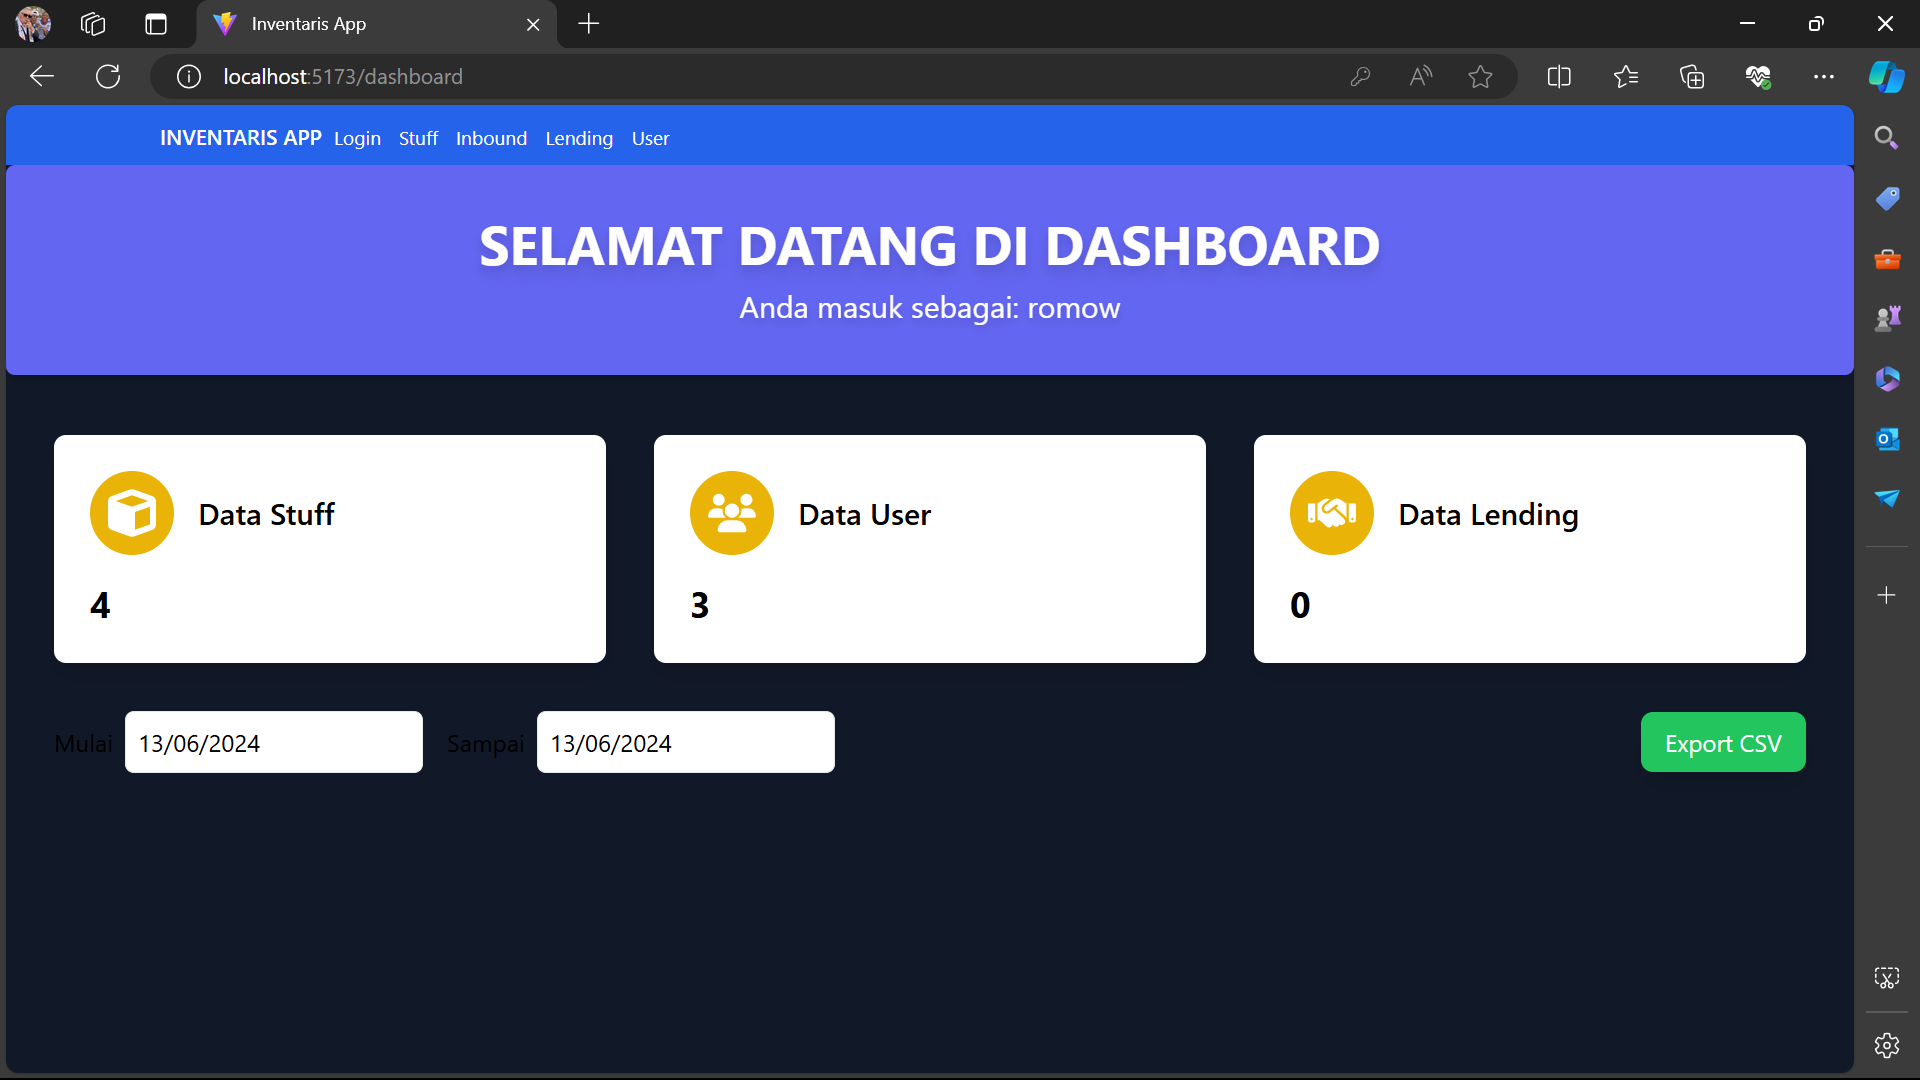 Inventaris App
localhost:5173/dashboard
INVENTARIS APP Login Stuff Inbound Lending User
SELAMAT DATANG DI DASHBOARD
Anda masuk sebagai: romow
Data Stuff
4
Data User
3
Data Lending
0
Mulai 13/06/2024 Sampai 13/06/2024 Export CSV